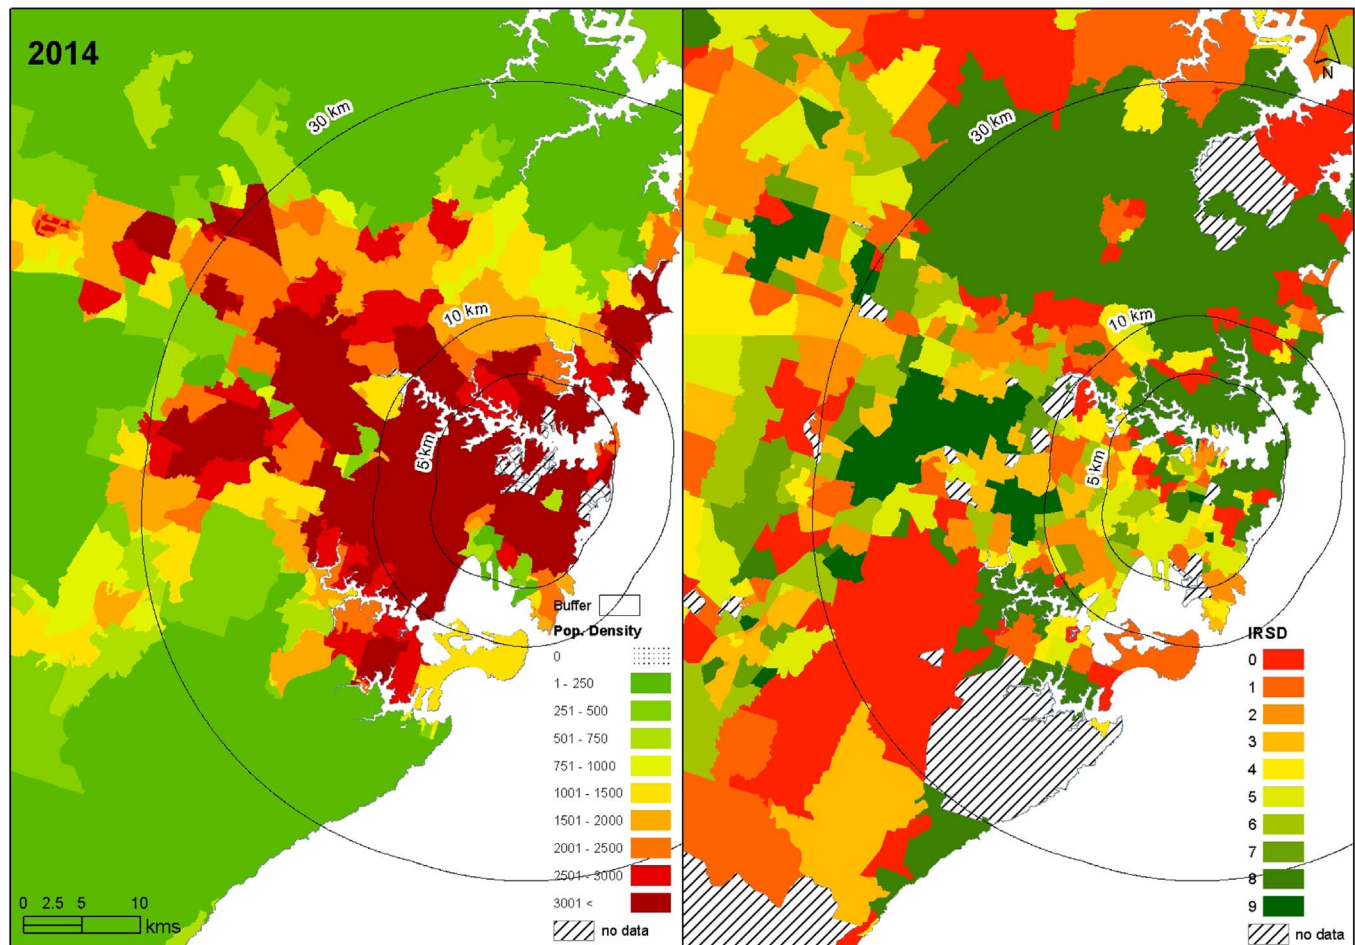 2014
30 km
10 km
5 km
Buffer
Pop. Density
0
1 - 250
251 - 500
501 - 750
751 - 1000
1001 - 1500
1501 - 2000
2001 - 2500
2501 - 3000
3001 <
no data
0 2.5 5 10
kms
N
30 km
10 km
5 km
IRSD
0
1
2
3
4
5
6
7
8
9
no data